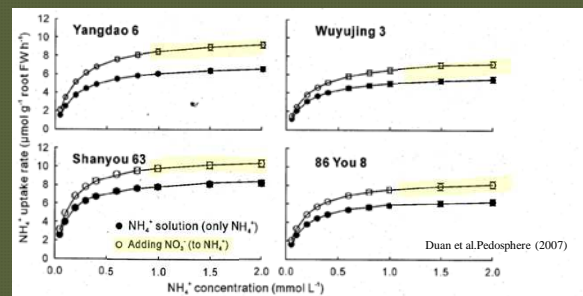 Yangdao 6
Wuyujing 3
12
10
8
6
4
2
0
Shanyou 63
86 You 8
12
10
8
6
4
2
0
● NH₄⁺ solution (only NH₄⁺)
○ Adding NO₃⁻ (to NH₄⁺)
NH₄⁺ uptake rate (µmol g⁻¹ root FW h⁻¹)
0.0 0.5 1.0 1.5 2.0
0.0 0.5 1.0 1.5 2.0
NH₄⁺ concentration (mmol L⁻¹)
Duan et al.Pedosphere (2007)